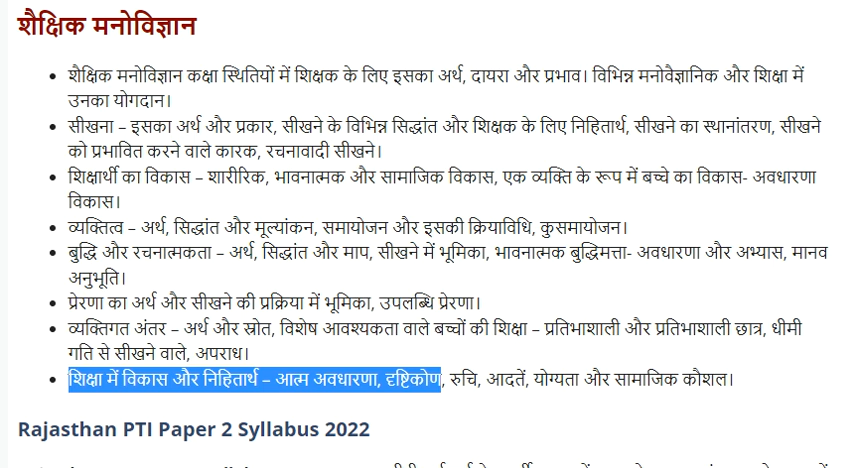 शैक्षिक मनोविज्ञान
• शैक्षिक मनोविज्ञान कक्षा स्थितियों में शिक्षक के लिए इसका अर्थ, दायरा और प्रभाव। विभिन्न मनोवैज्ञानिक और शिक्षा में
उनका योगदान।
• सीखना – इसका अर्थ और प्रकार, सीखने के विभिन्न सिद्धांत और शिक्षक के लिए निहितार्थ, सीखने का स्थानांतरण, सीखने
को प्रभावित करने वाले कारक, रचनावादी सीखने।
• शिक्षार्थी का विकास – शारीरिक, भावनात्मक और सामाजिक विकास, एक व्यक्ति के रूप में बच्चे का विकास- अवधारणा
विकास।
• व्यक्तित्व – अर्थ, सिद्धांत और मूल्यांकन, समायोजन और इसकी क्रियाविधि, कुसमायोजन।
• बुद्धि और रचनात्मकता – अर्थ, सिद्धांत और माप, सीखने में भूमिका, भावनात्मक बुद्धिमत्ता- अवधारणा और अभ्यास, मानव
अनुभूति।
• प्रेरणा का अर्थ और सीखने की प्रक्रिया में भूमिका, उपलब्धि प्रेरणा।
• व्यक्तिगत अंतर – अर्थ और स्रोत, विशेष आवश्यकता वाले बच्चों की शिक्षा – प्रतिभाशाली और प्रतिभाशाली छात्र, धीमी
गति से सीखने वाले, अपराध।
• शिक्षा में विकास और निहितार्थ – आत्म अवधारणा, दृष्टिकोण, रुचि, आदतें, योग्यता और सामाजिक कौशल।
Rajasthan PTI Paper 2 Syllabus 2022